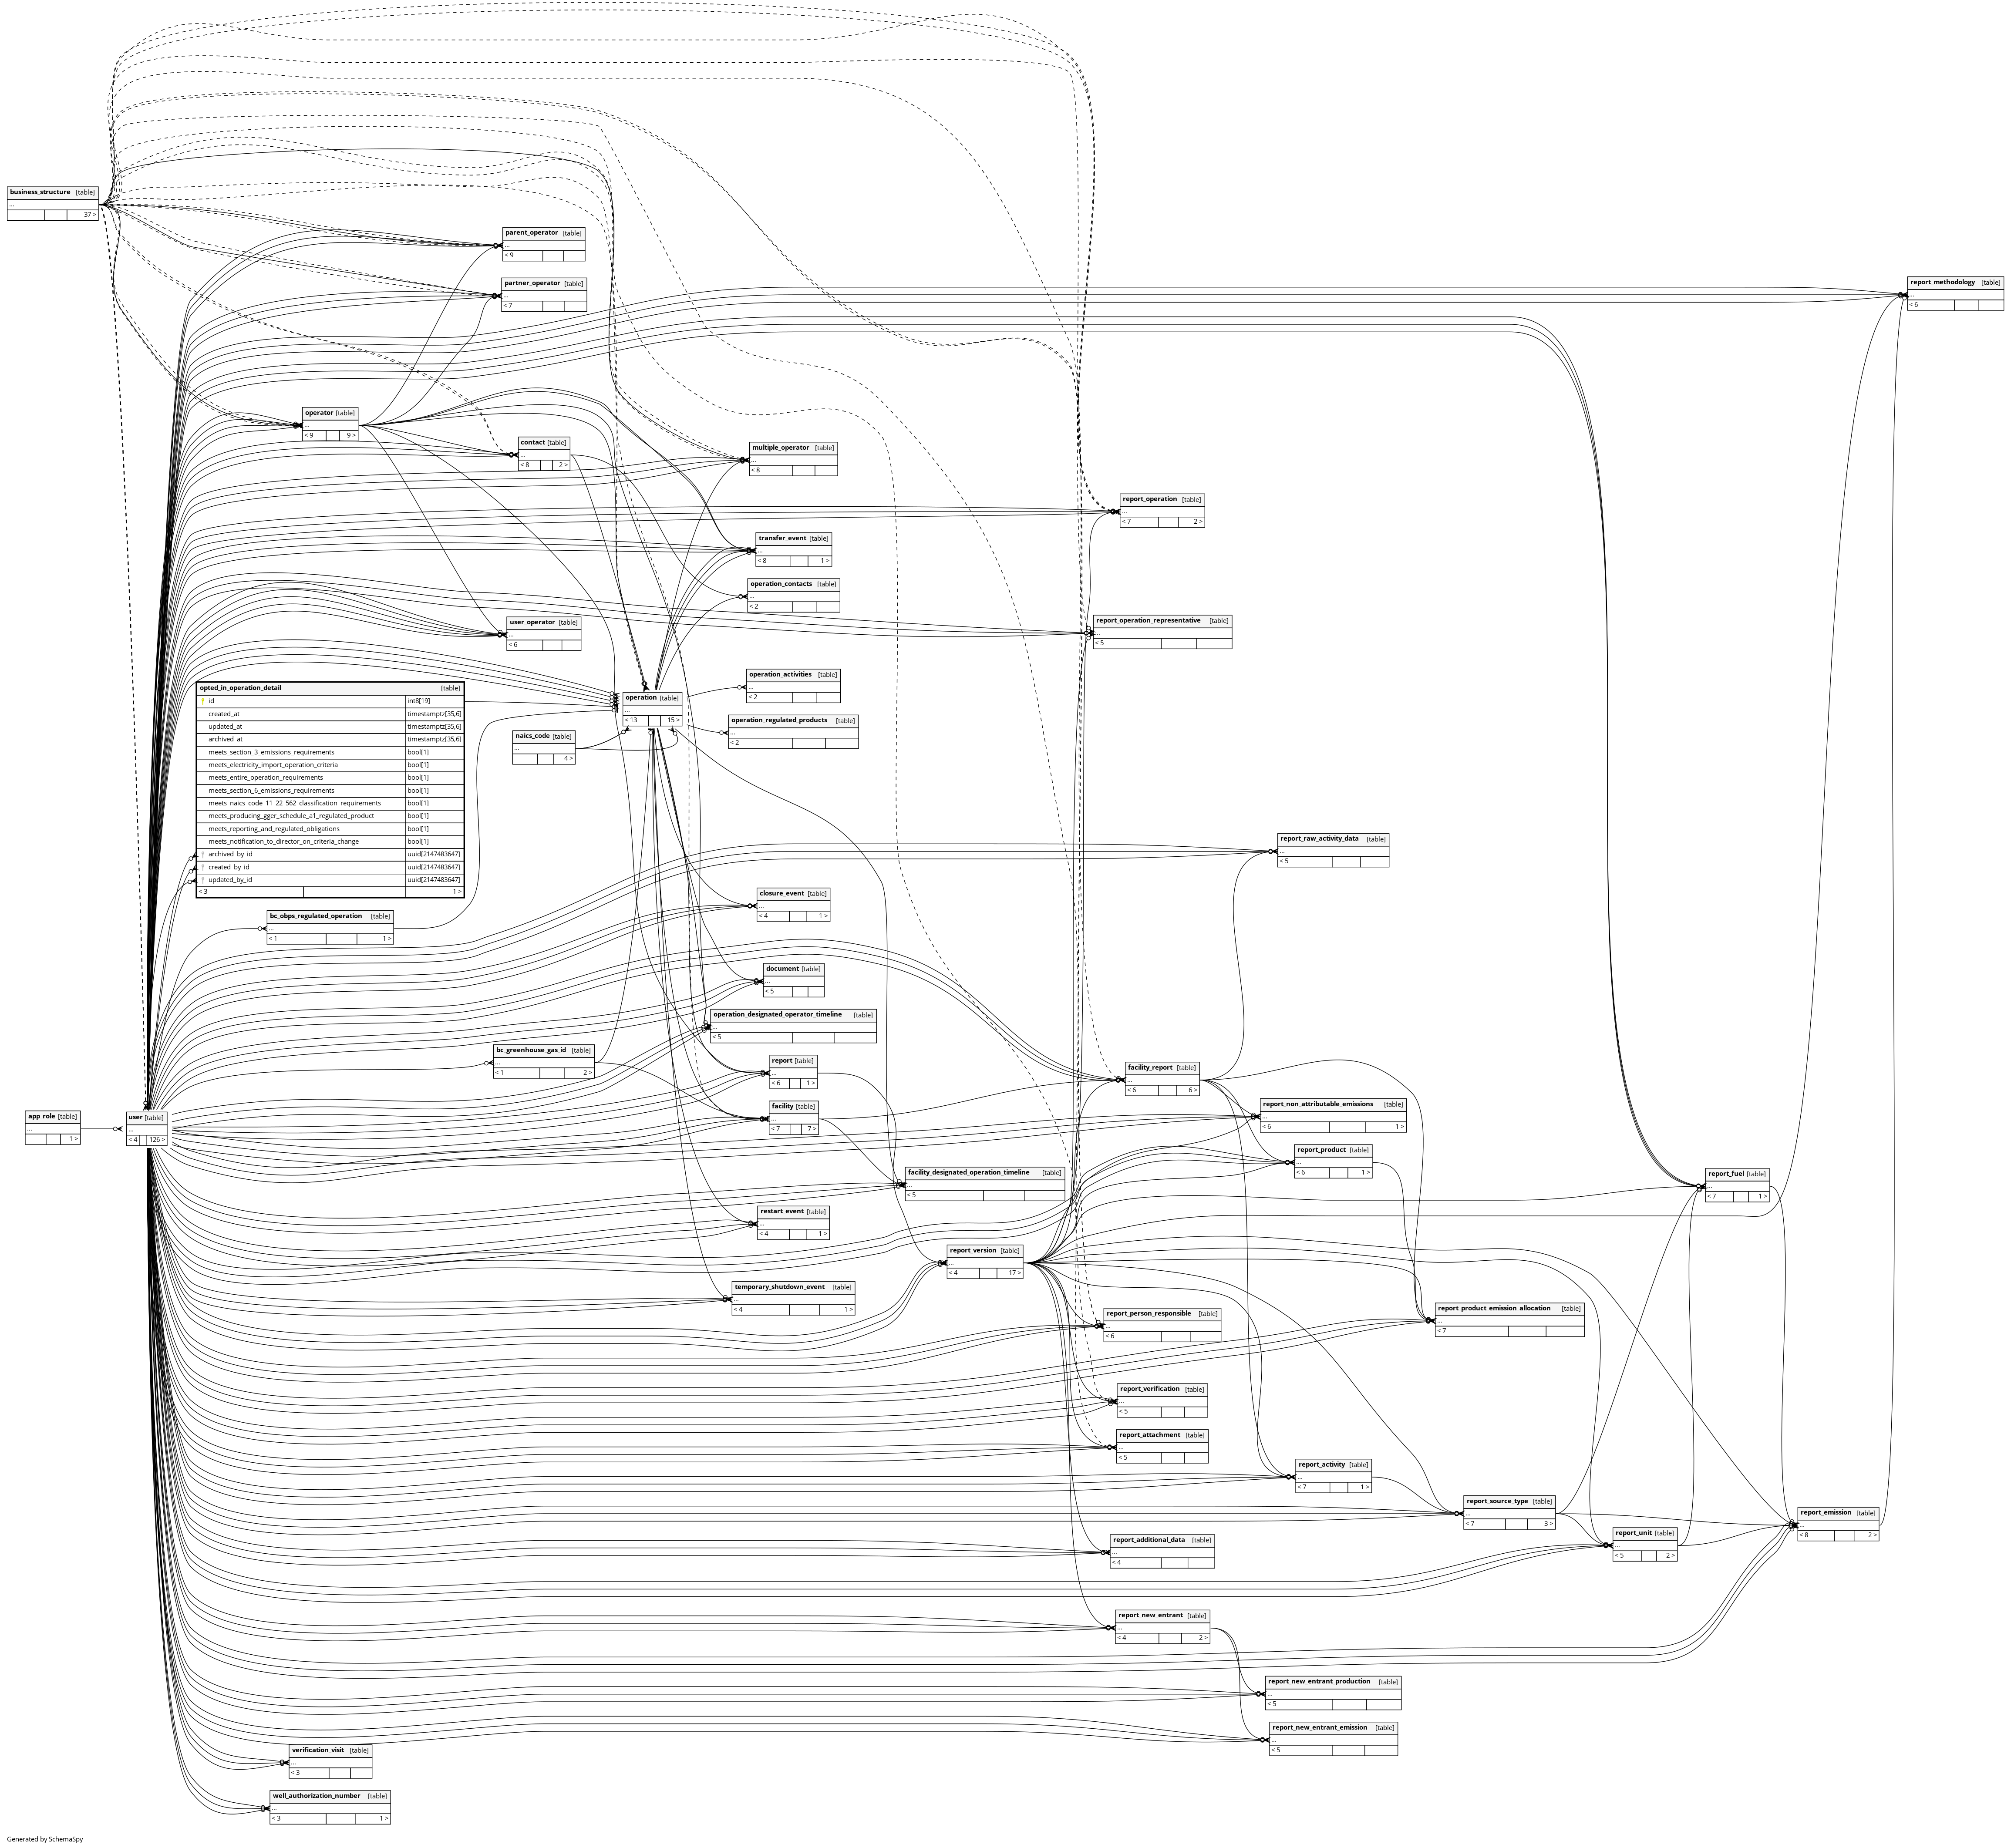 business_structure [table]
...
37 >
parent_operator [table]
...
< 9
partner_operator [table]
...
< 7
report_methodology [table]
...
< 6
operator [table]
...
< 9 9 >
contact [table]
...
< 8 2 >
multiple_operator [table]
...
< 8
report_operation [table]
...
< 7 2 >
transfer_event [table]
...
< 8 1 >
operation_contacts [table]
...
< 2
user_operator [table]
...
< 6
report_operation_representative [table]
...
< 5
opted_in_operation_detail [table]
id int8[19]
created_at timestamptz[35,6]
updated_at timestamptz[35,6]
archived_at timestamptz[35,6]
meets_section_3_emissions_requirements bool[1]
meets_electricity_import_operation_criteria bool[1]
meets_entire_operation_requirements bool[1]
meets_section_6_emissions_requirements bool[1]
meets_naics_code_11_22_562_classification_requirements bool[1]
meets_producing_gger_schedule_a1_regulated_product bool[1]
meets_reporting_and_regulated_obligations bool[1]
meets_notification_to_director_on_criteria_change bool[1]
archived_by_id uuid[2147483647]
created_by_id uuid[2147483647]
updated_by_id uuid[2147483647]
< 3 1 >
operation_activities [table]
...
< 2
operation [table]
...
< 13 15 >
operation_regulated_products [table]
...
< 2
naics_code [table]
...
4 >
report_raw_activity_data [table]
...
< 5
closure_event [table]
...
< 4 1 >
bc_obps_regulated_operation [table]
...
< 1 1 >
document [table]
...
< 5
operation_designated_operator_timeline [table]
...
< 5
bc_greenhouse_gas_id [table]
...
< 1 2 >
report [table]
...
< 6 1 >
facility_report [table]
...
< 6 6 >
facility [table]
...
< 7 7 >
report_non_attributable_emissions [table]
...
< 6 1 >
app_role [table]
...
1 >
user [table]
...
< 4 126 >
report_product [table]
...
< 6 1 >
facility_designated_operation_timeline [table]
...
< 5
report_fuel [table]
...
< 7 1 >
restart_event [table]
...
< 4 1 >
report_version [table]
...
< 4 17 >
temporary_shutdown_event [table]
...
< 4 1 >
report_person_responsible [table]
...
< 6
report_product_emission_allocation [table]
...
< 7
report_verification [table]
...
< 5
report_attachment [table]
...
< 5
report_activity [table]
...
< 7 1 >
report_source_type [table]
...
< 7 3 >
report_emission [table]
...
< 8 2 >
report_unit [table]
...
< 5 2 >
report_additional_data [table]
...
< 4
report_new_entrant [table]
...
< 4 2 >
report_new_entrant_production [table]
...
< 5
report_new_entrant_emission [table]
...
< 5
verification_visit [table]
...
< 3
well_authorization_number [table]
...
< 3 1 >
Generated by SchemaSpy